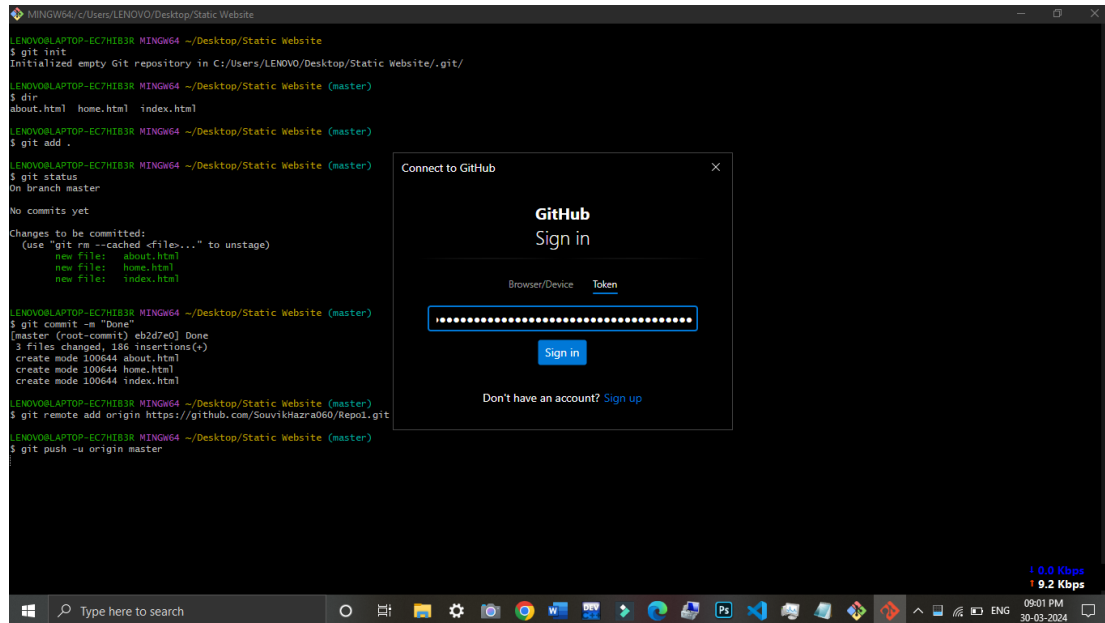 MINGW64:/c/Users/LENOVO/Desktop/Static Website
LENOVO@LAPTOP-EC7HIB3R MINGW64 ~/Desktop/Static Website
$ git init
Initialized empty Git repository in C:/Users/LENOVO/Desktop/Static Website/.git/
LENOVO@LAPTOP-EC7HIB3R MINGW64 ~/Desktop/Static Website (master)
$ dir
about.html home.html index.html
LENOVO@LAPTOP-EC7HIB3R MINGW64 ~/Desktop/Static Website (master)
$ git add .
LENOVO@LAPTOP-EC7HIB3R MINGW64 ~/Desktop/Static Website (master)
$ git status
On branch master
No commits yet
Changes to be committed:
(use "git rm --cached <file>..." to unstage)
new file: about.html
new file: home.html
new file: index.html
LENOVO@LAPTOP-EC7HIB3R MINGW64 ~/Desktop/Static Website (master)
$ git commit -m "Done"
[master (root-commit) eb2d7e0] Done
3 files changed, 186 insertions(+)
create mode 100644 about.html
create mode 100644 home.html
create mode 100644 index.html
LENOVO@LAPTOP-EC7HIB3R MINGW64 ~/Desktop/Static Website (master)
$ git remote add origin https://github.com/SouvikHazra060/Repo1.git
LENOVO@LAPTOP-EC7HIB3R MINGW64 ~/Desktop/Static Website (master)
$ git push -u origin master
Connect to GitHub
GitHub
Sign in
Browser/Device Token
Sign in
Don't have an account? Sign up
0.0 Kbps
9.2 Kbps
Type here to search
DEV
Ps
ENG
09:01 PM
30-03-2024